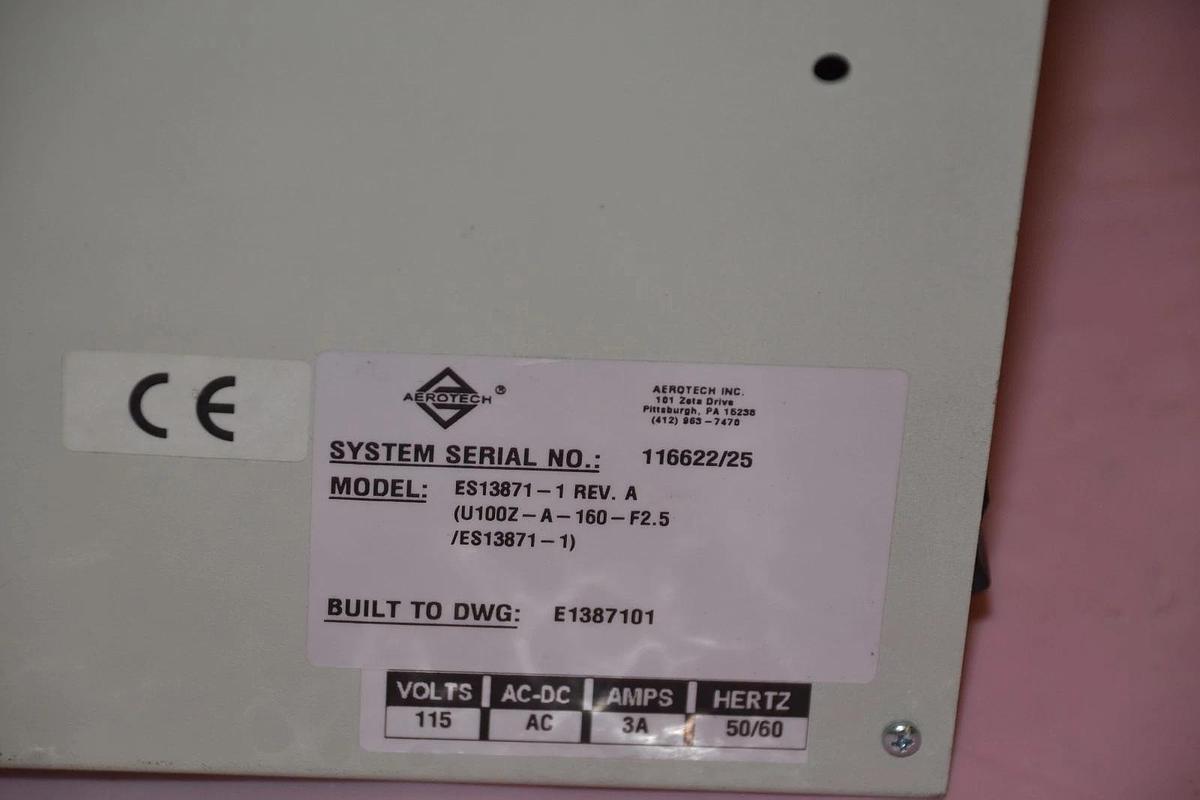 CE
AEROTECH ®
AEROTECH INC.
101 Zeta Drive
Pittsburgh, PA 15238
(412) 963-7470
SYSTEM SERIAL NO.: 116622/25
MODEL: ES13871-1 REV. A
(U100Z-A-160-F2.5
/ES13871-1)
BUILT TO DWG: E1387101
VOLTS AC-DC AMPS HERTZ
115 AC 3A 50/60